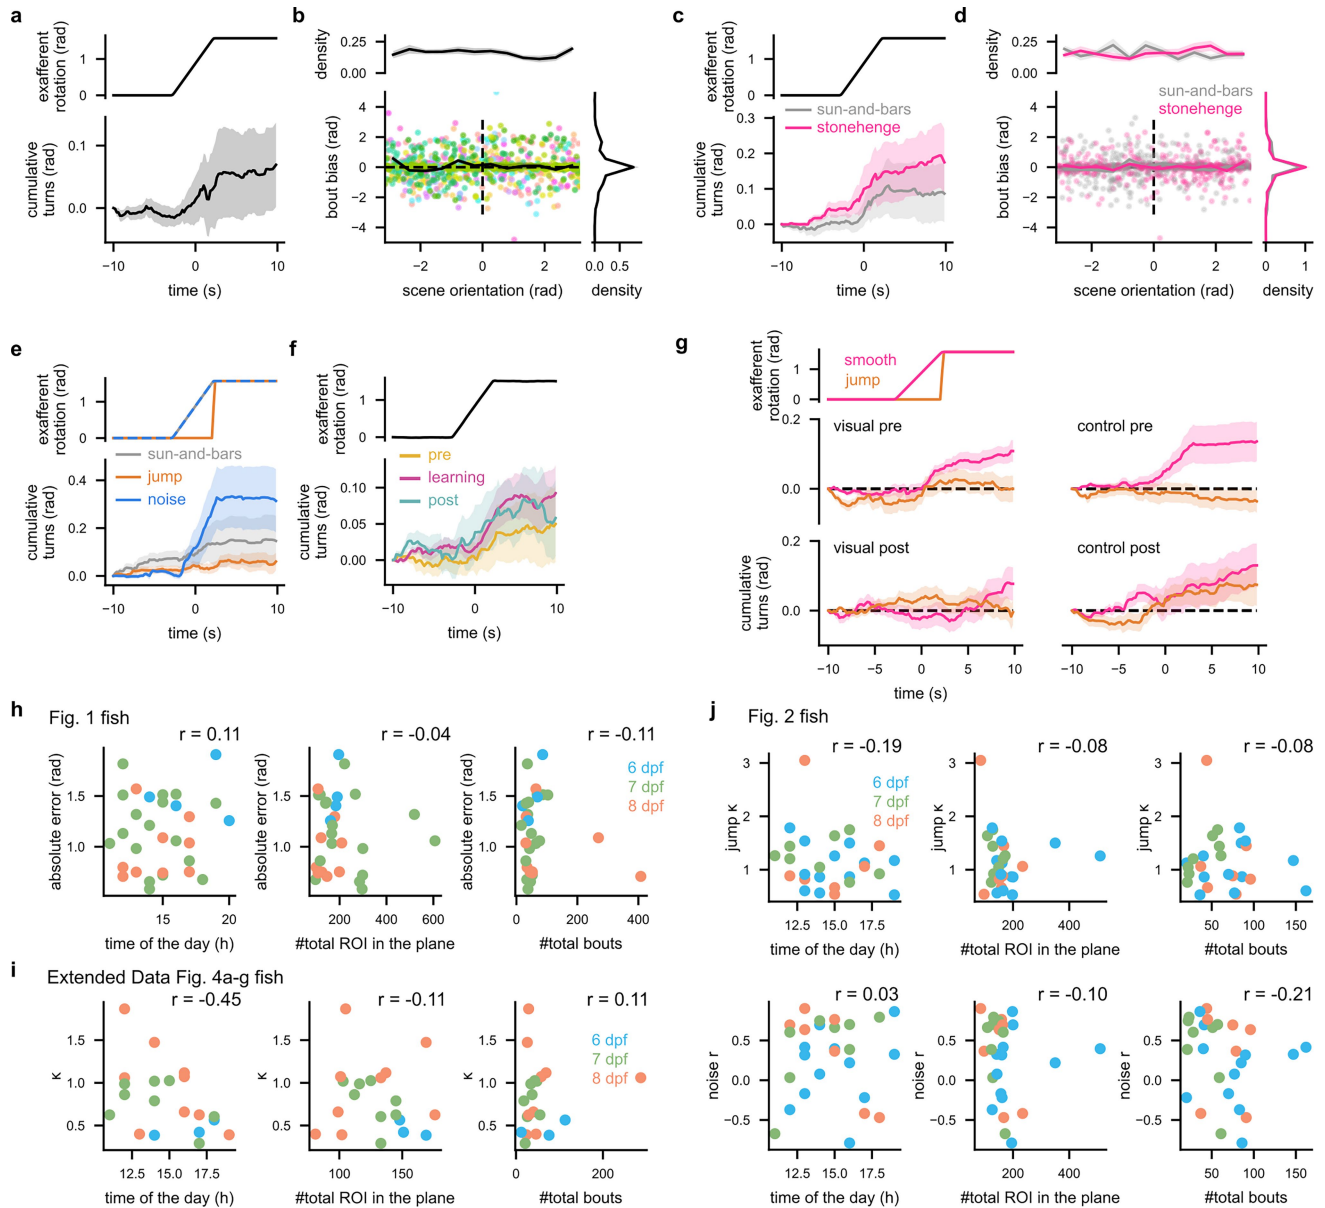 a
exafferent
rotation (rad)
1
0
cumulative
turns (rad)
0.1
0.0
−10 0 10
time (s)
b
density
0.25
0.00
bout bias (rad)
4
2
0
−2
−4
−2 0 2
scene orientation (rad)
0.0 0.5
density
c
exafferent
rotation (rad)
1
0
sun-and-bars
stonehenge
cumulative
turns (rad)
0.3
0.2
0.1
0.0
−10 0 10
time (s)
d
density
0.25
0.00
sun-and-bars
stonehenge
bout bias (rad)
4
2
0
−2
−4
−2 0 2
scene orientation (rad)
0 1
density
e
exafferent
rotation (rad)
1
0
sun-and-bars
jump
noise
cumulative
turns (rad)
0.4
0.2
0.0
−10 0 10
time (s)
f
exafferent
rotation (rad)
1
0
pre
learning
post
cumulative
turns (rad)
0.10
0.05
0.00
−10 0 10
time (s)
g
exafferent
rotation (rad)
1
0
smooth
jump
0.2
0.0
visual pre
control pre
cumulative
turns (rad)
0.2
0.0
visual post
control post
−10 −5 0 5 10
−10 −5 0 5 10
time (s)
h
Fig. 1 fish
r = 0.11
absolute error (rad)
1.5
1.0
15 20
time of the day (h)
r = -0.04
absolute error (rad)
1.5
1.0
200 400 600
#total ROI in the plane
r = -0.11
6 dpf
7 dpf
8 dpf
absolute error (rad)
1.5
1.0
0 200 400
#total bouts
i
Extended Data Fig. 4a-g fish
r = -0.45
κ
1.5
1.0
0.5
12.5 15.0 17.5
time of the day (h)
r = -0.11
κ
1.5
1.0
0.5
100 150
#total ROI in the plane
r = 0.11
6 dpf
7 dpf
8 dpf
κ
1.5
1.0
0.5
0 200
#total bouts
j
Fig. 2 fish
r = -0.19
6 dpf
7 dpf
8 dpf
jump κ
3
2
1
12.5 15.0 17.5
time of the day (h)
r = -0.08
jump κ
3
2
1
200 400
#total ROI in the plane
r = -0.08
jump κ
3
2
1
50 100 150
#total bouts
r = 0.03
noise r
0.5
0.0
−0.5
12.5 15.0 17.5
time of the day (h)
r = -0.10
noise r
0.5
0.0
−0.5
200 400
#total ROI in the plane
r = -0.21
noise r
0.5
0.0
−0.5
50 100 150
#total bouts